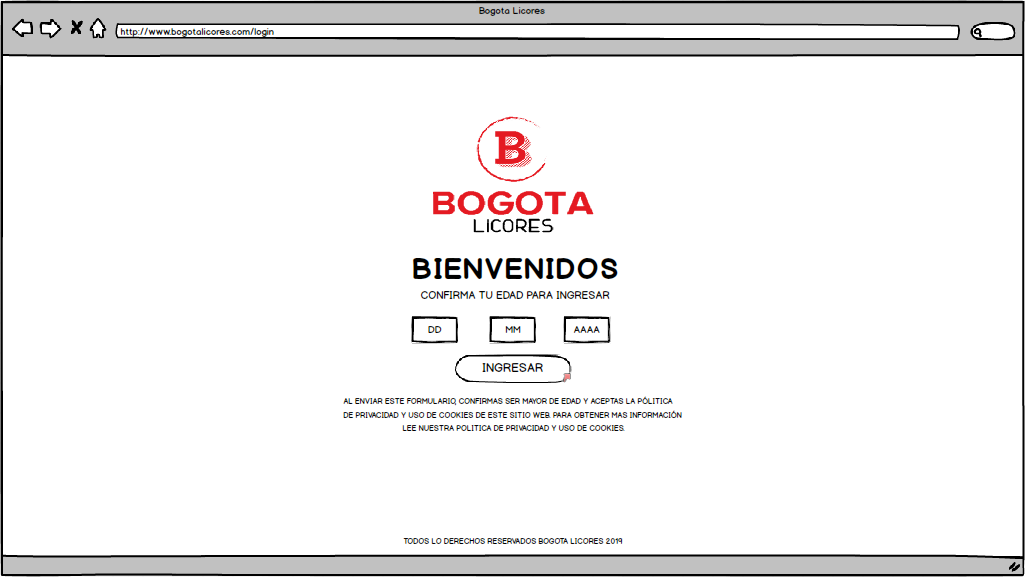 Bogota Licores
http://www.bogotalicores.com/login
B
BOGOTA
LICORES
BIENVENIDOS
CONFIRMA TU EDAD PARA INGRESAR
DD MM AAAA
INGRESAR
AL ENVIAR ESTE FORMULARIO, CONFIRMAS SER MAYOR DE EDAD Y ACEPTAS LA PÓLITICA
DE PRIVACIDAD Y USO DE COOKIES DE ESTE SITIO WEB. PARA OBTENER MAS INFORMACIÓN
LEE NUESTRA POLITICA DE PRIVACIDAD Y USO DE COOKIES.
TODOS LO DERECHOS RESERVADOS BOGOTA LICORES 2019